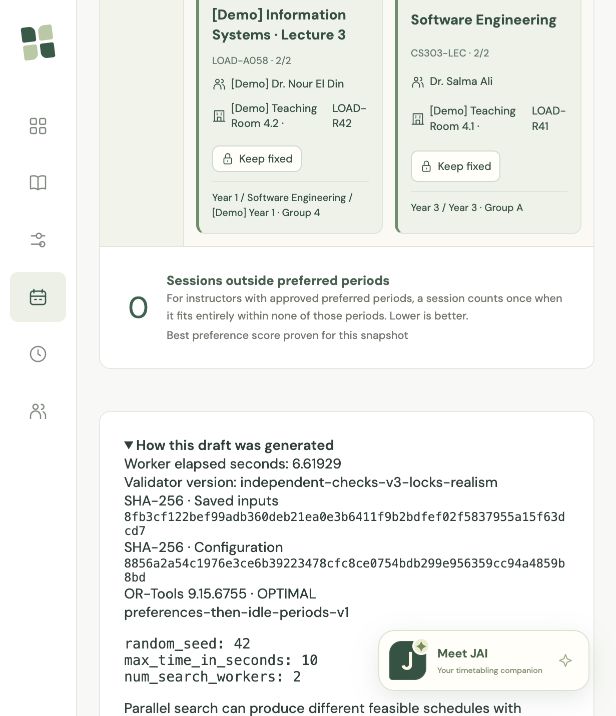 [Demo] Information
Systems · Lecture 3
LOAD-A058 · 2/2
[Demo] Dr. Nour El Din
[Demo] Teaching LOAD-
Room 4.2 · R42
Keep fixed
Year 1 / Software Engineering /
[Demo] Year 1 · Group 4
Software Engineering
CS303-LEC · 2/2
Dr. Salma Ali
[Demo] Teaching LOAD-
Room 4.1 · R41
Keep fixed
Year 3 / Year 3 · Group A
0
Sessions outside preferred periods
For instructors with approved preferred periods, a session counts once when
it fits entirely within none of those periods. Lower is better.
Best preference score proven for this snapshot
▼ How this draft was generated
Worker elapsed seconds: 6.61929
Validator version: independent-checks-v3-locks-realism
SHA-256 · Saved inputs
8fb3cf122bef99adb360deb21ea0e3b6411f9b2bdfef02f5837955a15f63d
cd7
SHA-256 · Configuration
8856a2a54c1976e3ce6b39223478cfc8ce0754bdb299e956359cc94a4859b
8bd
OR-Tools 9.15.6755 · OPTIMAL
preferences-then-idle-periods-v1
random_seed: 42
max_time_in_seconds: 10
num_search_workers: 2
J
Meet JAI
Your timetabling companion
Parallel search can produce different feasible schedules with